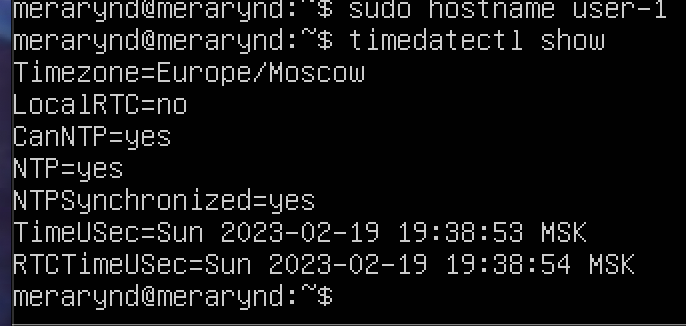 merarynd@merarynd:~$ sudo hostname user-1
merarynd@merarynd:~$ timedatectl show
Timezone=Europe/Moscow
LocalRTC=no
CanNTP=yes
NTP=yes
NTPSynchronized=yes
TimeUSec=Sun 2023-02-19 19:38:53 MSK
RTCTimeUSec=Sun 2023-02-19 19:38:54 MSK
merarynd@merarynd:~$